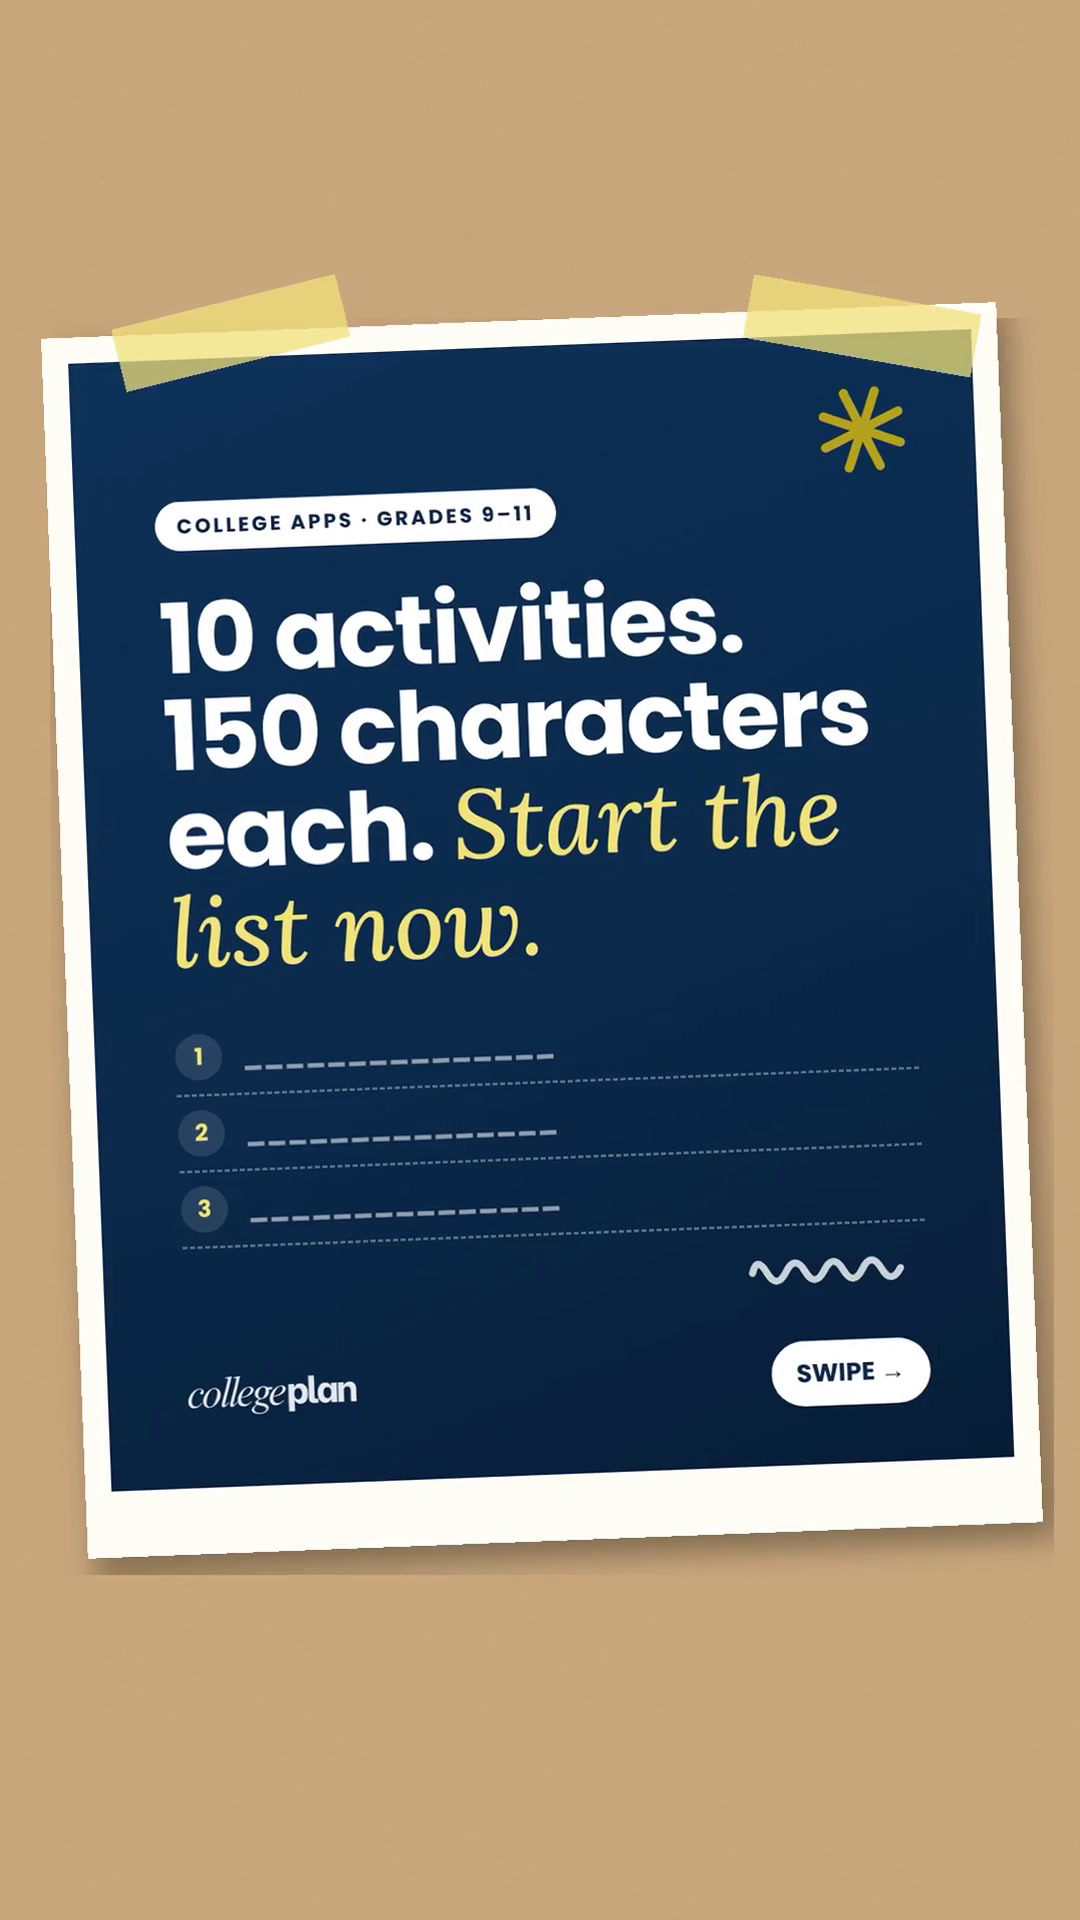 COLLEGE APPS · GRADES 9–11
10 activities.
150 characters
each. Start the
list now.
1
2
3
collegeplan
SWIPE →